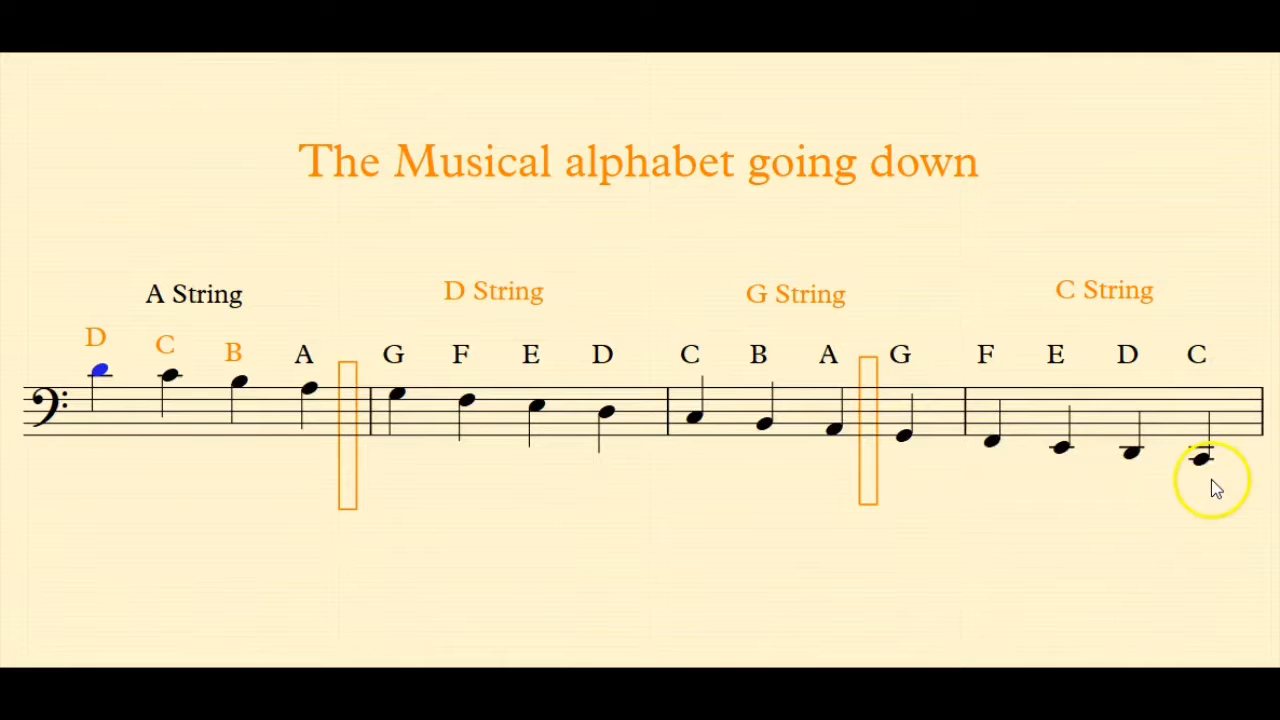 The Musical alphabet going down
A String D String G String C String
D C B A G F E D C B A G F E D C